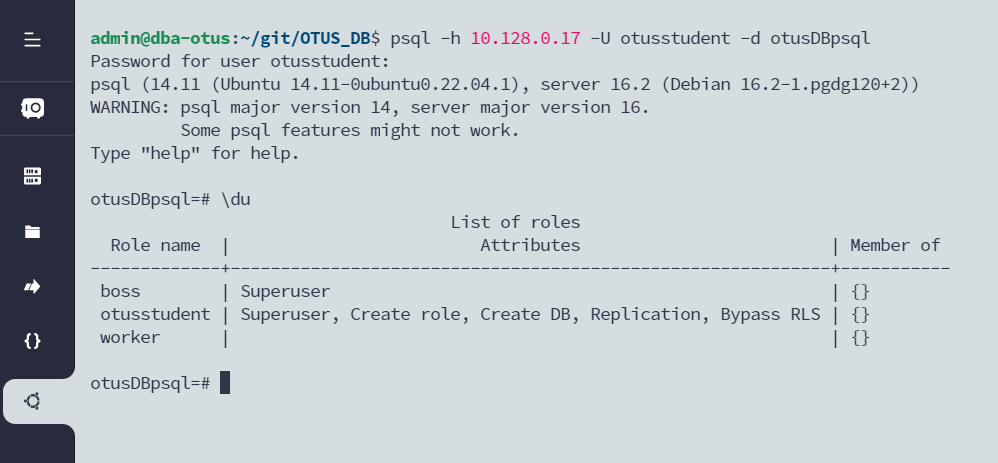 admin@dba-otus:~/git/OTUS_DB$ psql -h 10.128.0.17 -U otusstudent -d otusDBpsql
Password for user otusstudent:
psql (14.11 (Ubuntu 14.11-0ubuntu0.22.04.1), server 16.2 (Debian 16.2-1.pgdg120+2))
WARNING: psql major version 14, server major version 16.
         Some psql features might not work.
Type "help" for help.

otusDBpsql=# \du
                                    List of roles
  Role name  |                         Attributes                         | Member of
-------------+------------------------------------------------------------+-----------
 boss        | Superuser                                                  | {}
 otusstudent | Superuser, Create role, Create DB, Replication, Bypass RLS | {}
 worker      |                                                            | {}

otusDBpsql=#